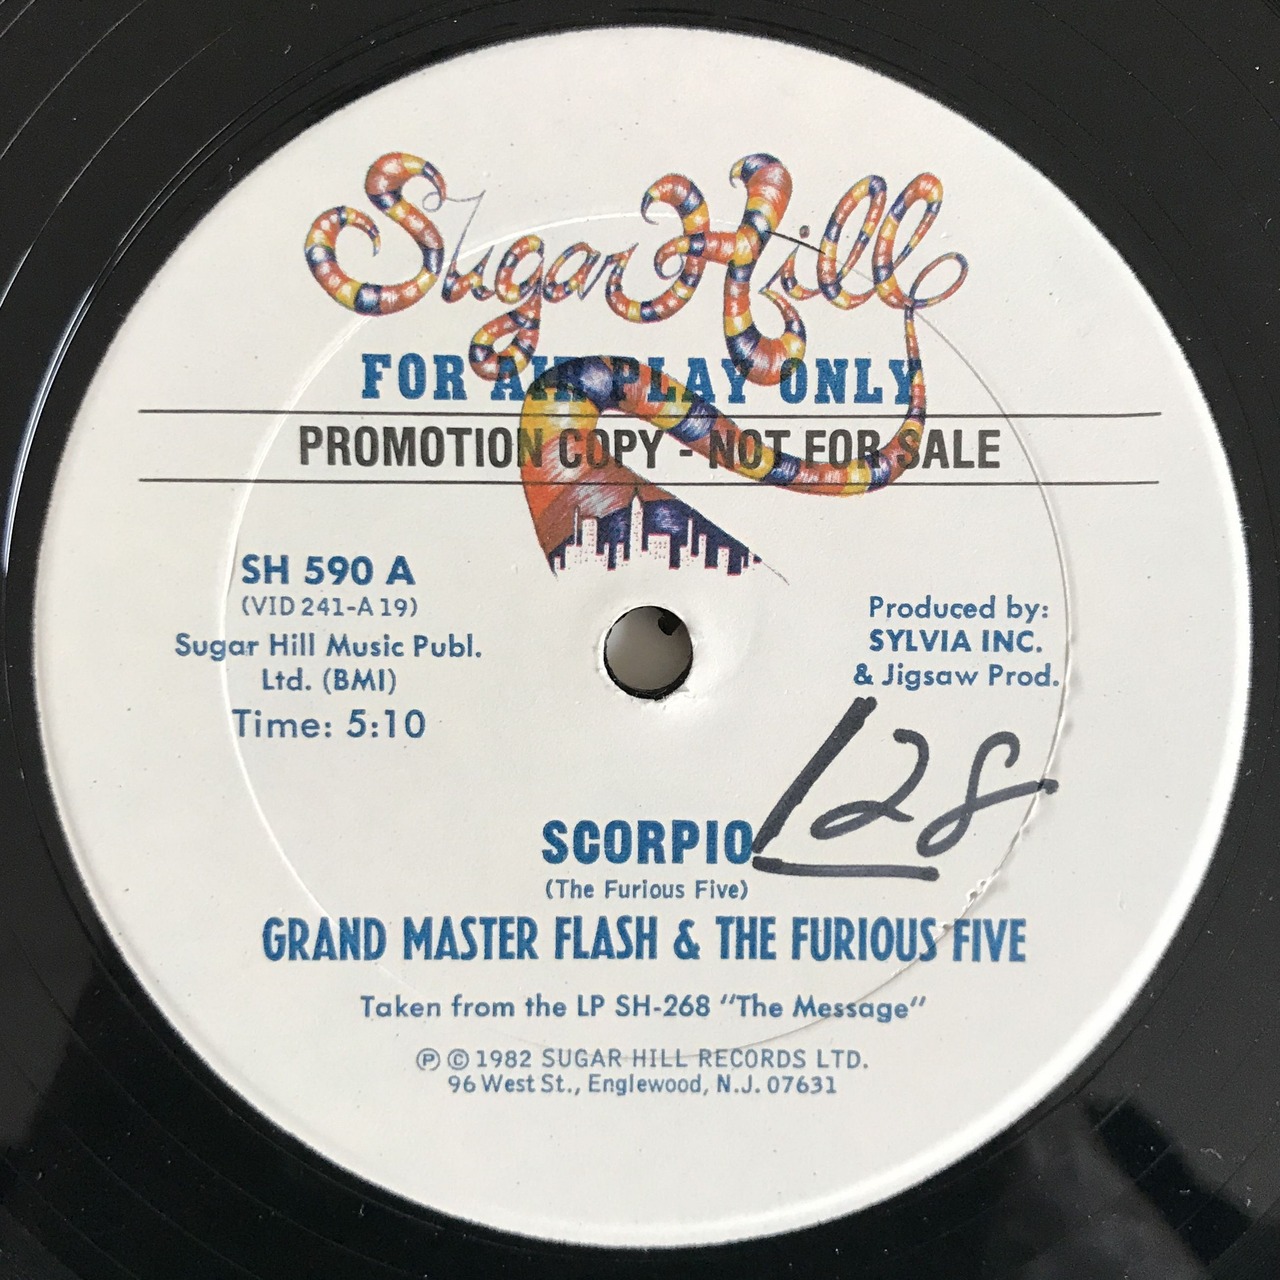 Sugar Hill
FOR AIR PLAY ONLY
PROMOTION COPY - NOT FOR SALE
SH 590 A
(VID 241-A 19)
Sugar Hill Music Publ.
Ltd. (BMI)
Time: 5:10
Produced by:
SYLVIA INC.
& Jigsaw Prod.
128
SCORPIO
(The Furious Five)
GRAND MASTER FLASH & THE FURIOUS FIVE
Taken from the LP SH-268 "The Message"
Ⓟ © 1982 SUGAR HILL RECORDS LTD.
96 West St., Englewood, N.J. 07631